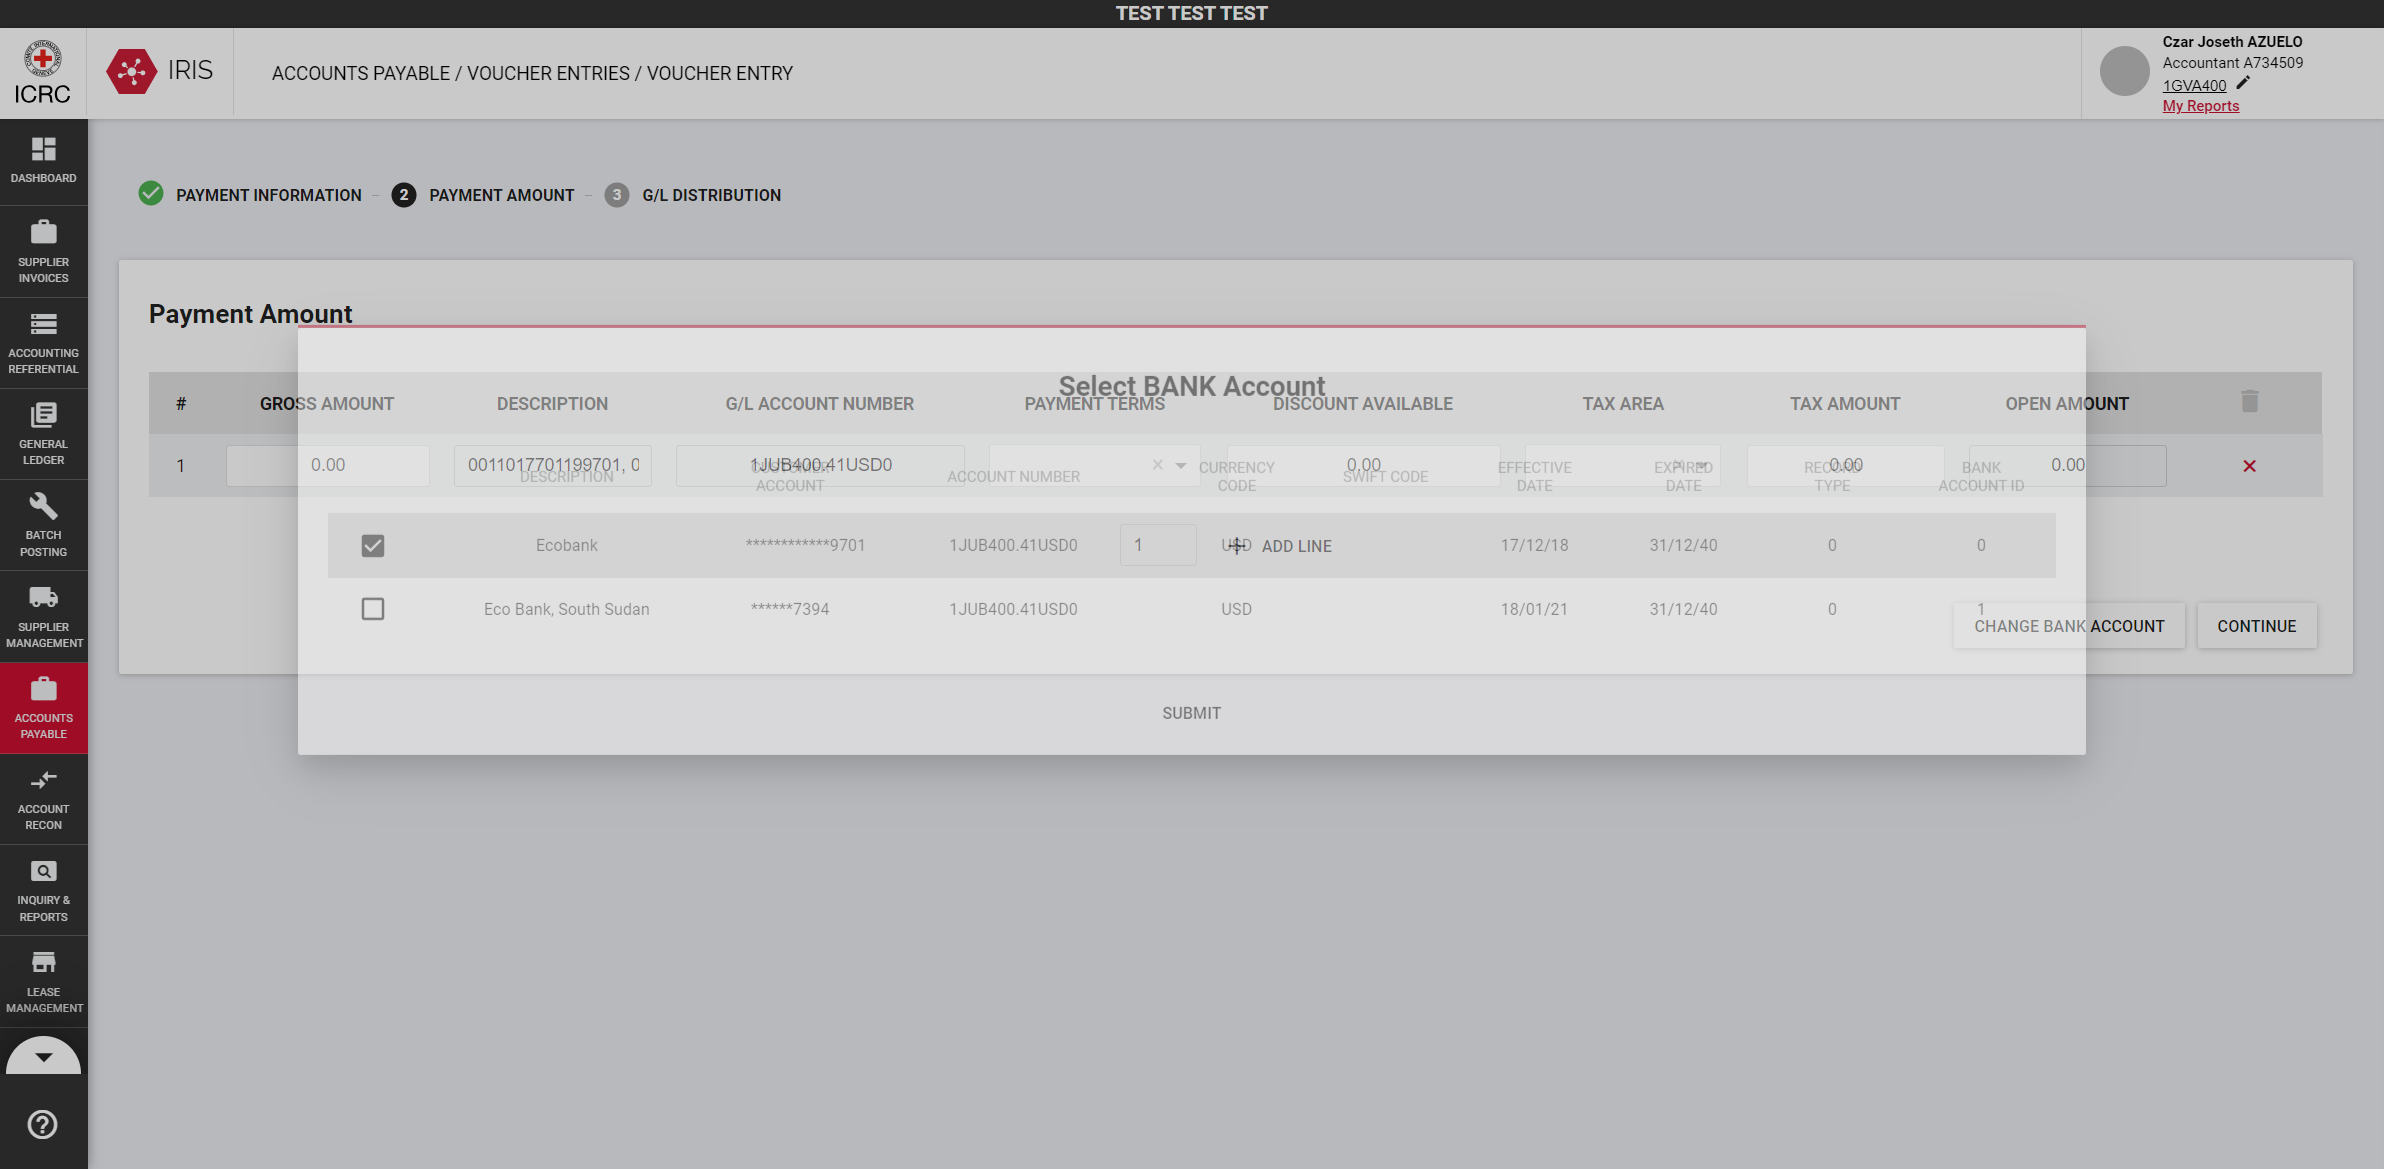 TEST TEST TEST
COMITE INTERNATIONAL GENEVE
ICRC
IRIS
ACCOUNTS PAYABLE / VOUCHER ENTRIES / VOUCHER ENTRY
Czar Joseth AZUELO
Accountant A734509
1GVA400
My Reports
DASHBOARD
SUPPLIER
INVOICES
ACCOUNTING
REFERENTIAL
GENERAL
LEDGER
BATCH
POSTING
SUPPLIER
MANAGEMENT
ACCOUNTS
PAYABLE
ACCOUNT
RECON
INQUIRY &
REPORTS
LEASE
MANAGEMENT
PAYMENT INFORMATION
2 PAYMENT AMOUNT
3 G/L DISTRIBUTION
Payment Amount
# GROSS AMOUNT DESCRIPTION G/L ACCOUNT NUMBER PAYMENT TERMS DISCOUNT AVAILABLE TAX AREA TAX AMOUNT OPEN AMOUNT
1 0.00 0011017701199701, 0 1JUB400.41USD0 0.00 0.00 0.00
1 ADD LINE
CHANGE BANK ACCOUNT CONTINUE
Select BANK Account
DESCRIPTION CUSTOMER ACCOUNT ACCOUNT NUMBER CURRENCY CODE SWIFT CODE EFFECTIVE DATE EXPIRED DATE RECORD TYPE BANK ACCOUNT ID
Ecobank ************9701 1JUB400.41USD0 USD 17/12/18 31/12/40 0 0
Eco Bank, South Sudan ******7394 1JUB400.41USD0 USD 18/01/21 31/12/40 0 1
SUBMIT